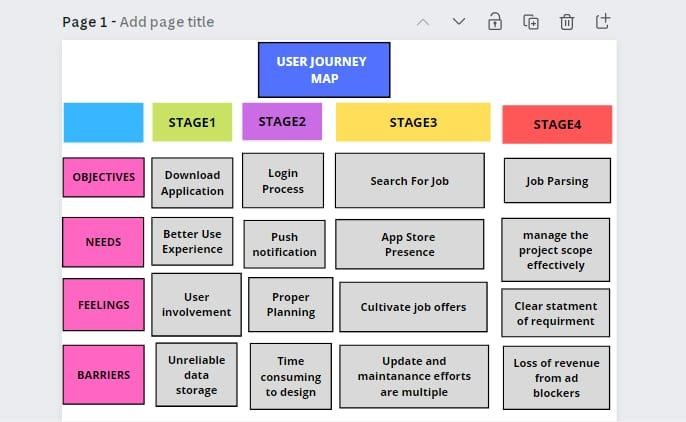 Page 1 - Add page title
USER JOURNEY
MAP
STAGE1
STAGE2
STAGE3
STAGE4
OBJECTIVES
Download
Application
Login
Process
Search For Job
Job Parsing
NEEDS
Better Use
Experience
Push
notification
App Store
Presence
manage the
project scope
effectively
FEELINGS
User
involvement
Proper
Planning
Cultivate job offers
Clear statment
of requirment
BARRIERS
Unreliable
data
storage
Time
consuming
to design
Update and
maintanance efforts
are multiple
Loss of revenue
from ad
blockers